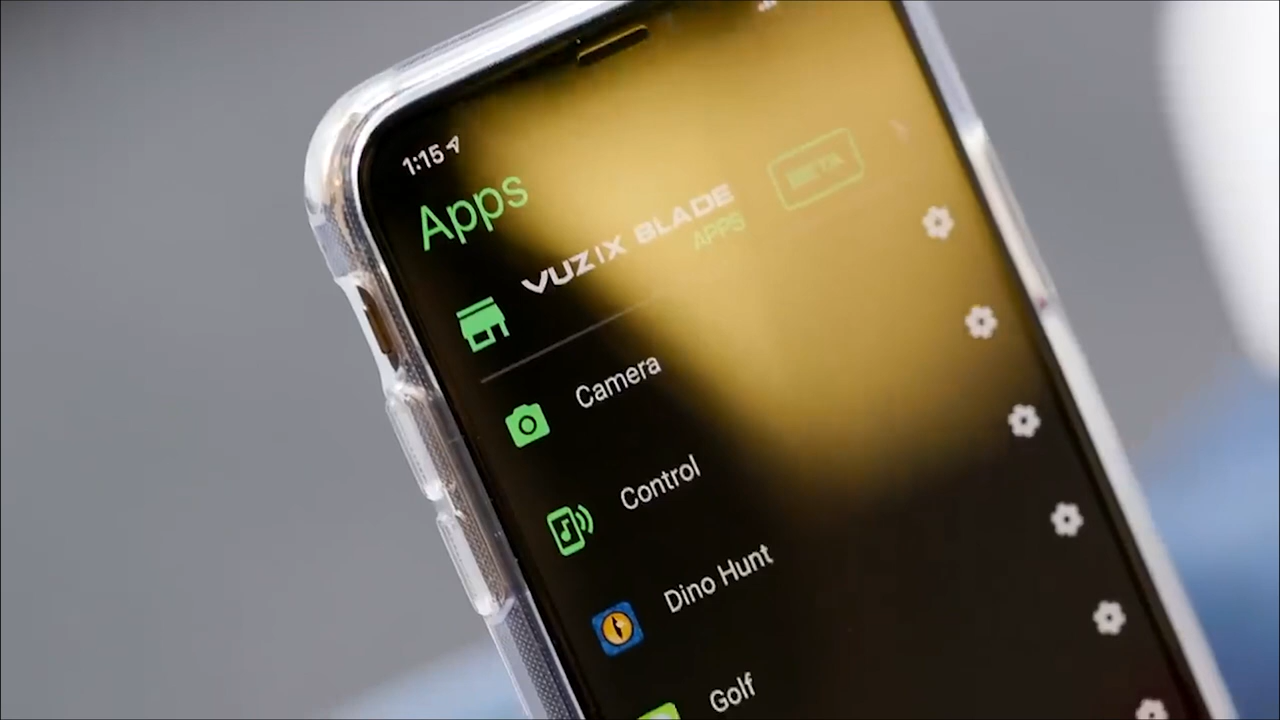 1:15
Apps
VUZIX BLADE
APPS
BETA
Camera
Control
Dino Hunt
Golf